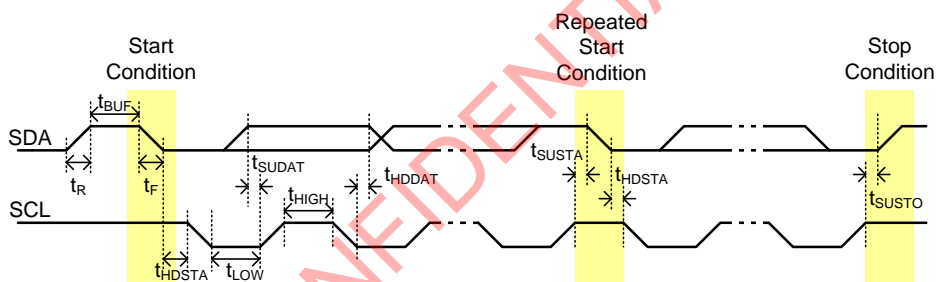 Start
Condition
Repeated
Start
Condition
Stop
Condition
tBUF
SDA
tR
tF
tSUDAT
tHDDAT
tSUSTA
tHDSTA
tHIGH
tSUSTO
SCL
tHDSTA
tLOW
NFIDENTIA